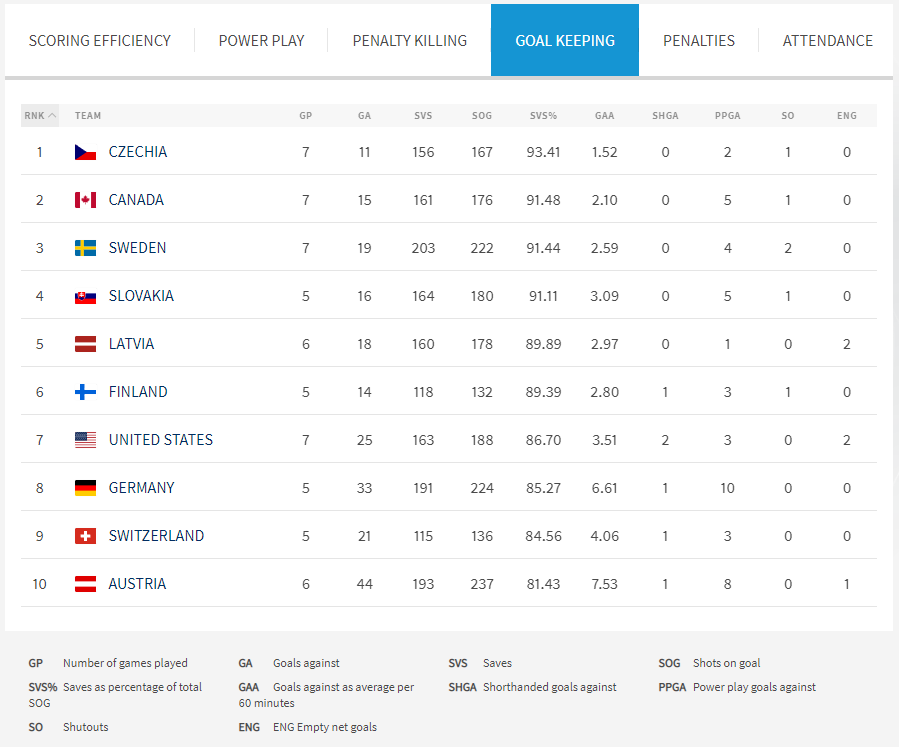 SCORING EFFICIENCY POWER PLAY PENALTY KILLING GOAL KEEPING PENALTIES ATTENDANCE
RNK TEAM GP GA SVS SOG SVS% GAA SHGA PPGA SO ENG
1 CZECHIA 7 11 156 167 93.41 1.52 0 2 1 0
2 CANADA 7 15 161 176 91.48 2.10 0 5 1 0
3 SWEDEN 7 19 203 222 91.44 2.59 0 4 2 0
4 SLOVAKIA 5 16 164 180 91.11 3.09 0 5 1 0
5 LATVIA 6 18 160 178 89.89 2.97 0 1 0 2
6 FINLAND 5 14 118 132 89.39 2.80 1 3 1 0
7 UNITED STATES 7 25 163 188 86.70 3.51 2 3 0 2
8 GERMANY 5 33 191 224 85.27 6.61 1 10 0 0
9 SWITZERLAND 5 21 115 136 84.56 4.06 1 3 0 0
10 AUSTRIA 6 44 193 237 81.43 7.53 1 8 0 1
GP Number of games played GA Goals against SVS Saves SOG Shots on goal
SVS% Saves as percentage of total GAA Goals against as average per SHGA Shorthanded goals against PPGA Power play goals against
SOG 60 minutes
SO Shutouts ENG ENG Empty net goals